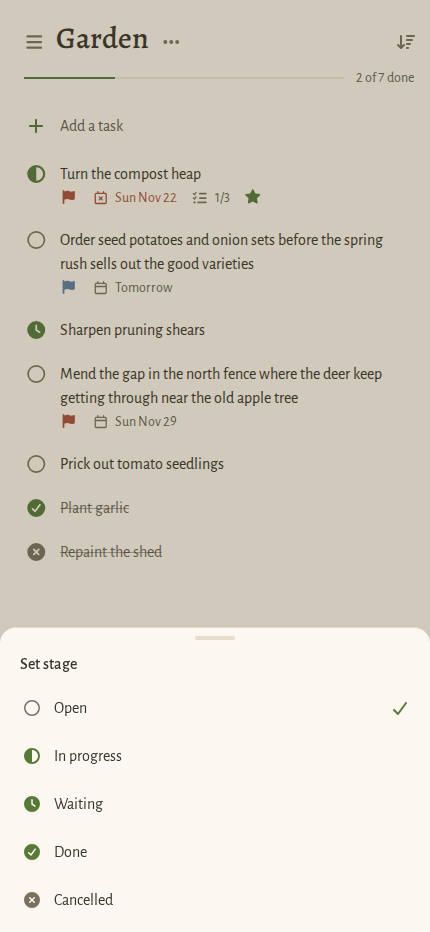 Garden
2 of 7 done
Add a task
Turn the compost heap
Sun Nov 22 1/3
Order seed potatoes and onion sets before the spring
rush sells out the good varieties
Tomorrow
Sharpen pruning shears
Mend the gap in the north fence where the deer keep
getting through near the old apple tree
Sun Nov 29
Prick out tomato seedlings
Plant garlic
Repaint the shed
Set stage
Open
In progress
Waiting
Done
Cancelled